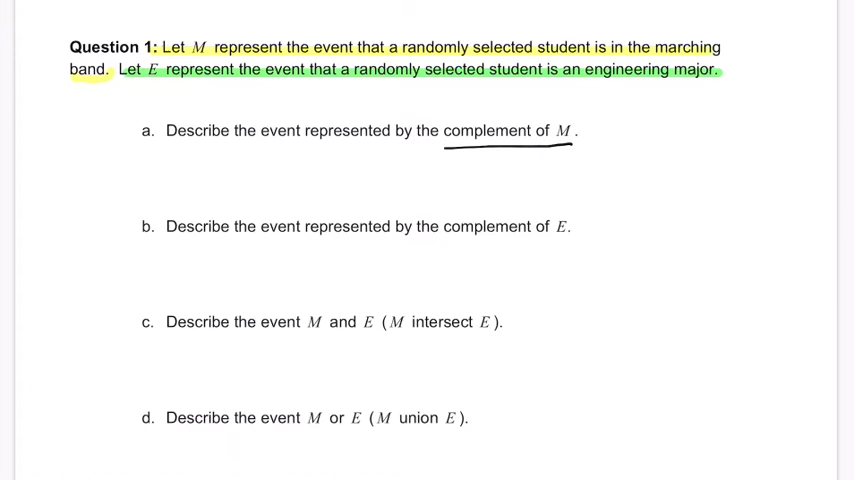 Question 1: Let M represent the event that a randomly selected student is in the marching
band. Let E represent the event that a randomly selected student is an engineering major.
a. Describe the event represented by the complement of M.
b. Describe the event represented by the complement of E.
c. Describe the event M and E (M intersect E).
d. Describe the event M or E (M union E).